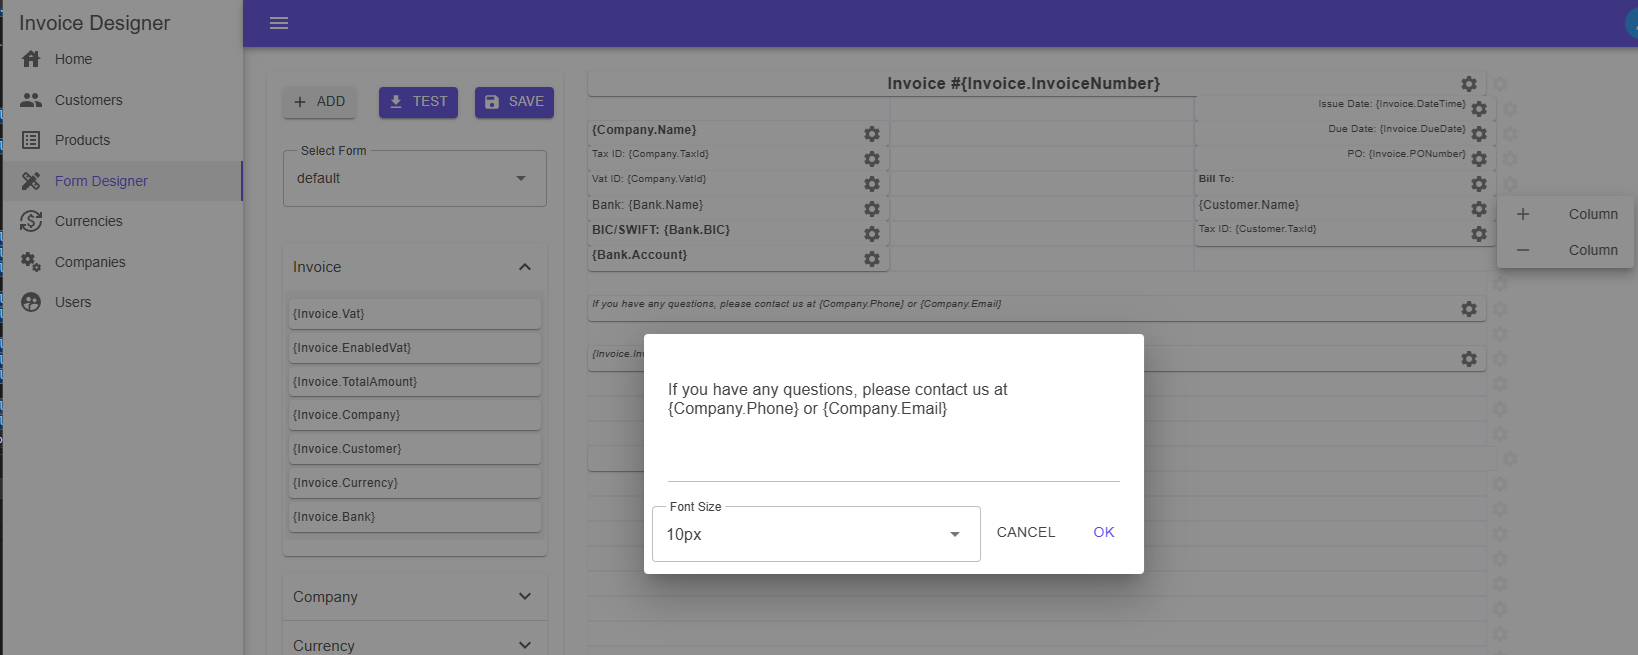 Invoice Designer
Home
Customers
Products
Form Designer
Currencies
Companies
Users
ADD
TEST
SAVE
Select Form
default
Invoice
{Invoice.Vat}
{Invoice.EnabledVat}
{Invoice.TotalAmount}
{Invoice.Company}
{Invoice.Customer}
{Invoice.Currency}
{Invoice.Bank}
Company
Currency
Invoice #{Invoice.InvoiceNumber}
Issue Date: {Invoice.DateTime}
{Company.Name}
Due Date: {Invoice.DueDate}
Tax ID: {Company.TaxId}
PO: {Invoice.PONumber}
Vat ID: {Company.VatId}
Bill To:
Bank: {Bank.Name}
{Customer.Name}
BIC/SWIFT: {Bank.BIC}
Tax ID: {Customer.TaxId}
{Bank.Account}
Column
Column
If you have any questions, please contact us at {Company.Phone} or {Company.Email}
If you have any questions, please contact us at
{Company.Phone} or {Company.Email}
Font Size
10px
CANCEL
OK